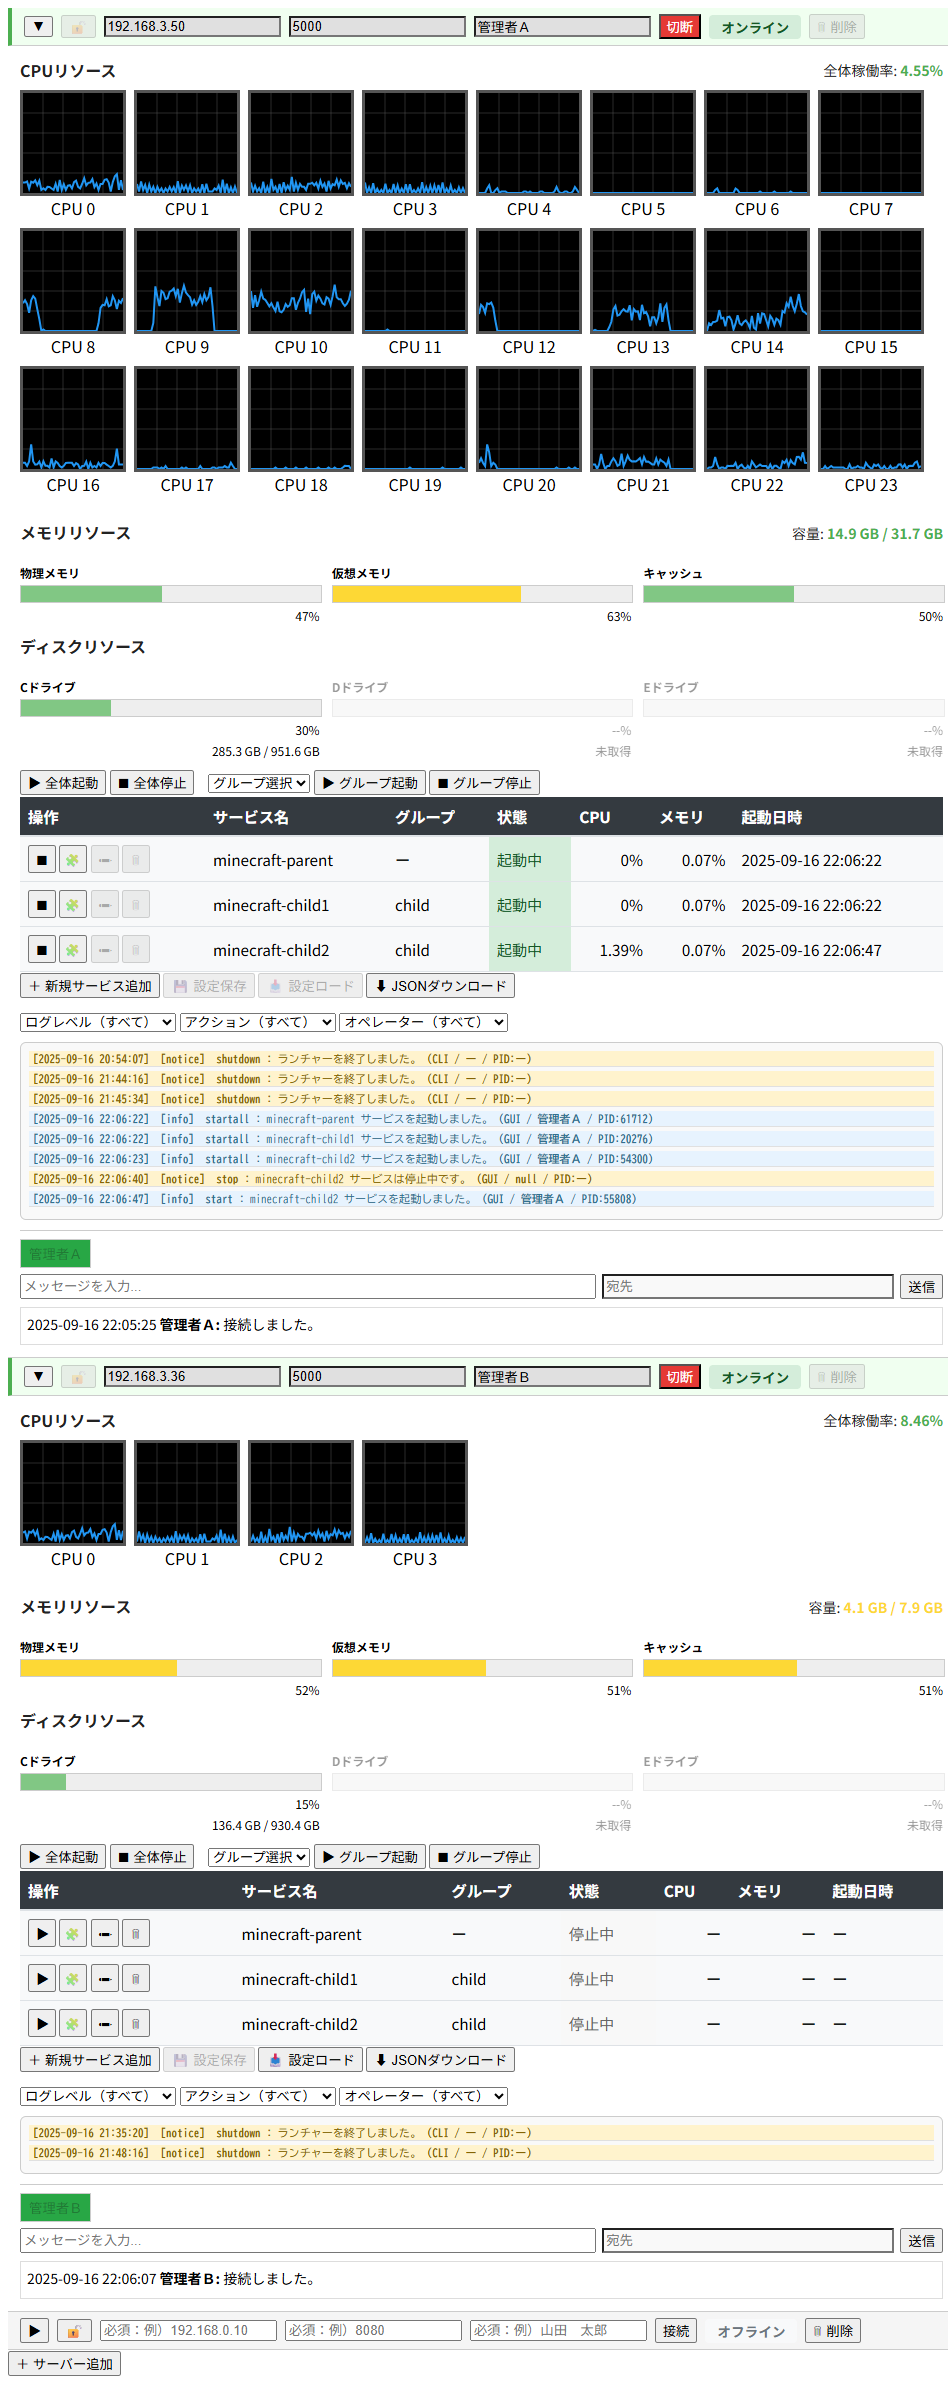 ▼ 🔓 192.168.3.50 5000 管理者A 切断 オンライン 🗑 削除
CPUリソース 全体稼働率: 4.55%
CPU 0 CPU 1 CPU 2 CPU 3 CPU 4 CPU 5 CPU 6 CPU 7
CPU 8 CPU 9 CPU 10 CPU 11 CPU 12 CPU 13 CPU 14 CPU 15
CPU 16 CPU 17 CPU 18 CPU 19 CPU 20 CPU 21 CPU 22 CPU 23
メモリリソース 容量: 14.9 GB / 31.7 GB
物理メモリ 仮想メモリ キャッシュ
47% 63% 50%
ディスクリソース
Cドライブ Dドライブ Eドライブ
30% --% --%
285.3 GB / 951.6 GB 未取得 未取得
▶ 全体起動 ■ 全体停止 グループ選択 ▶ グループ起動 ■ グループ停止
操作 サービス名 グループ 状態 CPU メモリ 起動日時
minecraft-parent ー 起動中 0% 0.07% 2025-09-16 22:06:22
minecraft-child1 child 起動中 0% 0.07% 2025-09-16 22:06:22
minecraft-child2 child 起動中 1.39% 0.07% 2025-09-16 22:06:47
＋ 新規サービス追加 💾 設定保存 📥 設定ロード ⬇ JSONダウンロード
ログレベル（すべて） アクション（すべて） オペレーター（すべて）
[2025-09-16 20:54:07] [notice] shutdown : ランチャーを終了しました。 (CLI / ー / PID:ー)
[2025-09-16 21:44:16] [notice] shutdown : ランチャーを終了しました。 (CLI / ー / PID:ー)
[2025-09-16 21:45:34] [notice] shutdown : ランチャーを終了しました。 (CLI / ー / PID:ー)
[2025-09-16 22:06:22] [info] startall : minecraft-parent サービスを起動しました。 (GUI / 管理者A / PID:61712)
[2025-09-16 22:06:22] [info] startall : minecraft-child1 サービスを起動しました。 (GUI / 管理者A / PID:20276)
[2025-09-16 22:06:23] [info] startall : minecraft-child2 サービスを起動しました。 (GUI / 管理者A / PID:54300)
[2025-09-16 22:06:40] [notice] stop : minecraft-child2 サービスは停止中です。 (GUI / null / PID:ー)
[2025-09-16 22:06:47] [info] start : minecraft-child2 サービスを起動しました。 (GUI / 管理者A / PID:55808)
管理者A
メッセージを入力... 宛先 送信
2025-09-16 22:05:25 管理者A: 接続しました。
▼ 🔓 192.168.3.36 5000 管理者B 切断 オンライン 🗑 削除
CPUリソース 全体稼働率: 8.46%
CPU 0 CPU 1 CPU 2 CPU 3
メモリリソース 容量: 4.1 GB / 7.9 GB
物理メモリ 仮想メモリ キャッシュ
52% 51% 51%
ディスクリソース
Cドライブ Dドライブ Eドライブ
15% --% --%
136.4 GB / 930.4 GB 未取得 未取得
▶ 全体起動 ■ 全体停止 グループ選択 ▶ グループ起動 ■ グループ停止
操作 サービス名 グループ 状態 CPU メモリ 起動日時
minecraft-parent ー 停止中 ー ー ー
minecraft-child1 child 停止中 ー ー ー
minecraft-child2 child 停止中 ー ー ー
＋ 新規サービス追加 💾 設定保存 📥 設定ロード ⬇ JSONダウンロード
ログレベル（すべて） アクション（すべて） オペレーター（すべて）
[2025-09-16 21:35:20] [notice] shutdown : ランチャーを終了しました。 (CLI / ー / PID:ー)
[2025-09-16 21:48:16] [notice] shutdown : ランチャーを終了しました。 (CLI / ー / PID:ー)
管理者B
メッセージを入力... 宛先 送信
2025-09-16 22:06:07 管理者B: 接続しました。
▶ 🔓 必須：例）192.168.0.10 必須：例）8080 必須：例）山田　太郎 接続 オフライン 🗑 削除
＋ サーバー追加